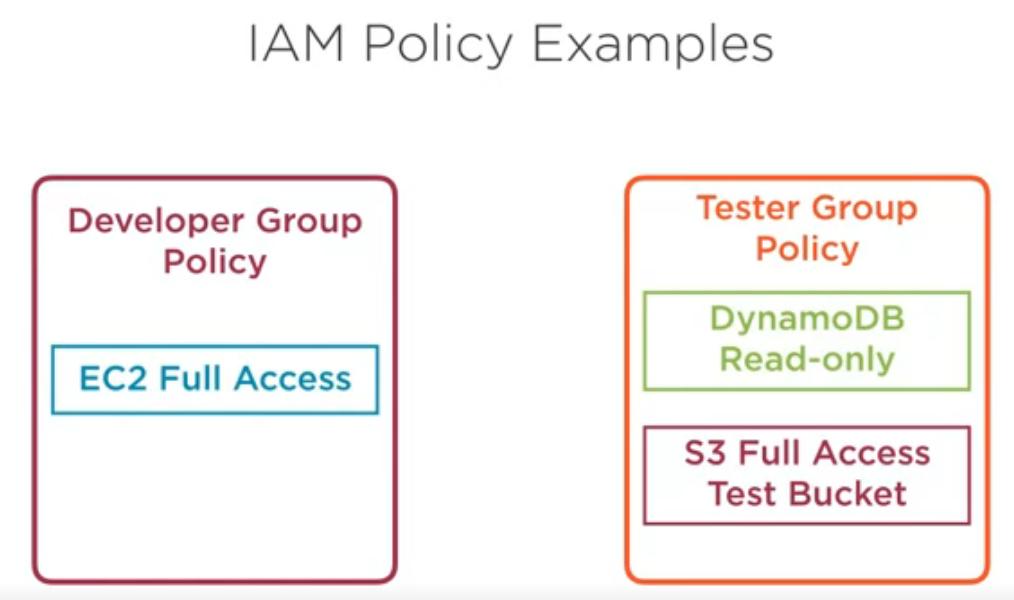 IAM Policy Examples
Developer Group
Policy
EC2 Full Access
Tester Group
Policy
DynamoDB
Read-only
S3 Full Access
Test Bucket